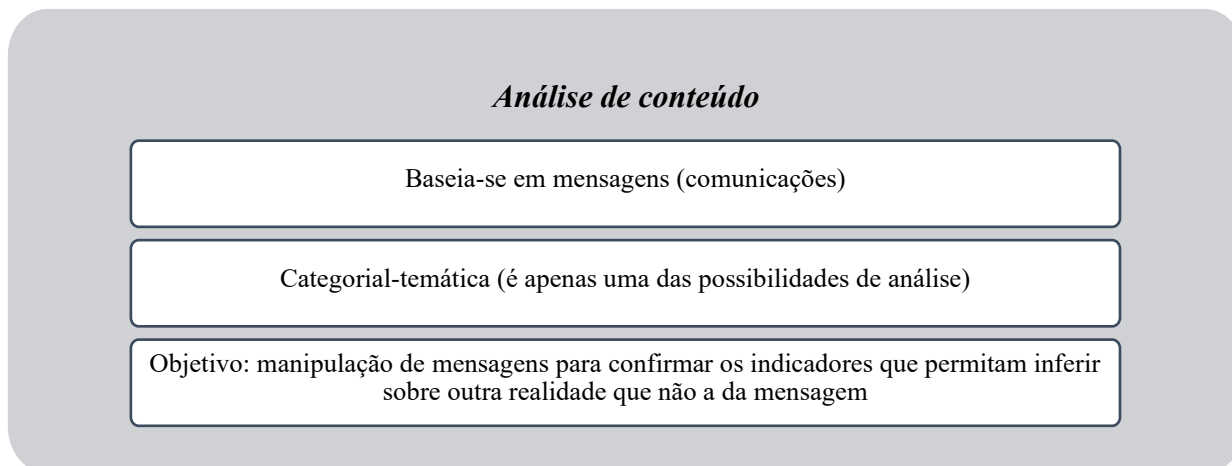 Análise de conteúdo
Baseia-se em mensagens (comunicações)
Categorial-temática (é apenas uma das possibilidades de análise)
Objetivo: manipulação de mensagens para confirmar os indicadores que permitam inferir
sobre outra realidade que não a da mensagem